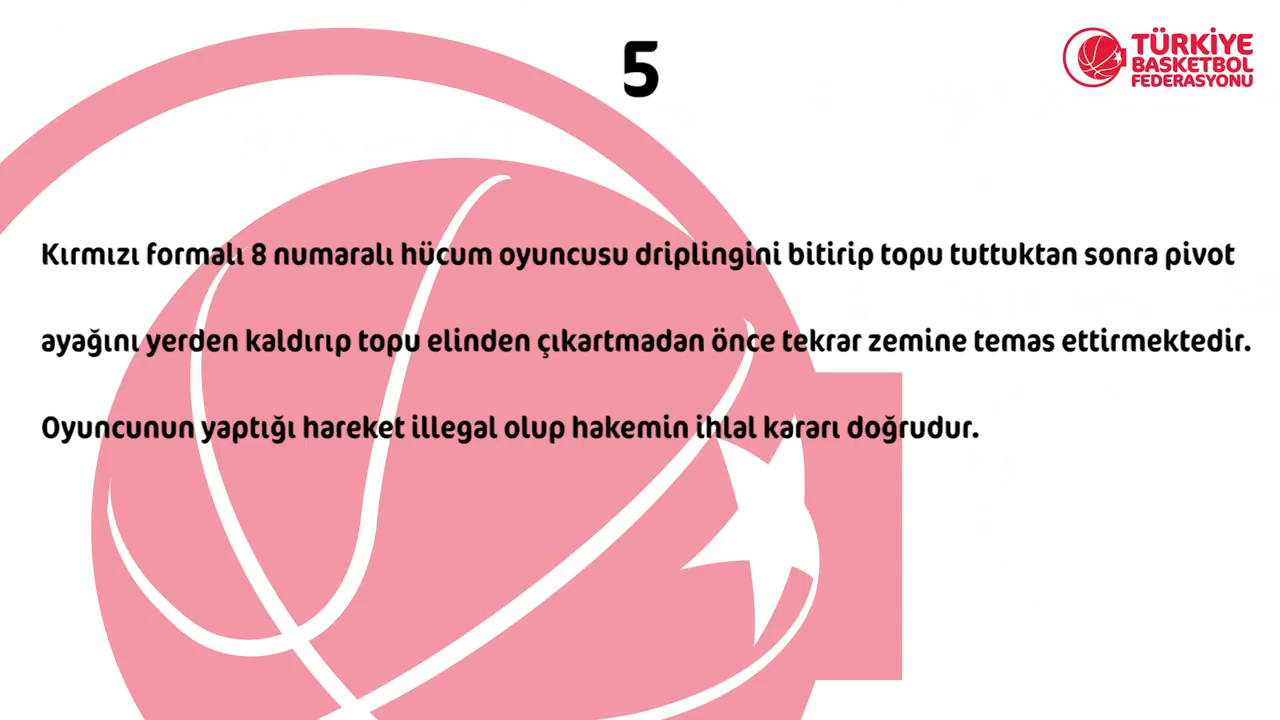 5
TÜRKİYE
BASKETBOL
FEDERASYONU
Kırmızı formalı 8 numaralı hücum oyuncusu driplingini bitirip topu tuttuktan sonra pivot
ayağını yerden kaldırıp topu elinden çıkartmadan önce tekrar zemine temas ettirmektedir.
Oyuncunun yaptığı hareket illegal olup hakemin ihlal kararı doğrudur.